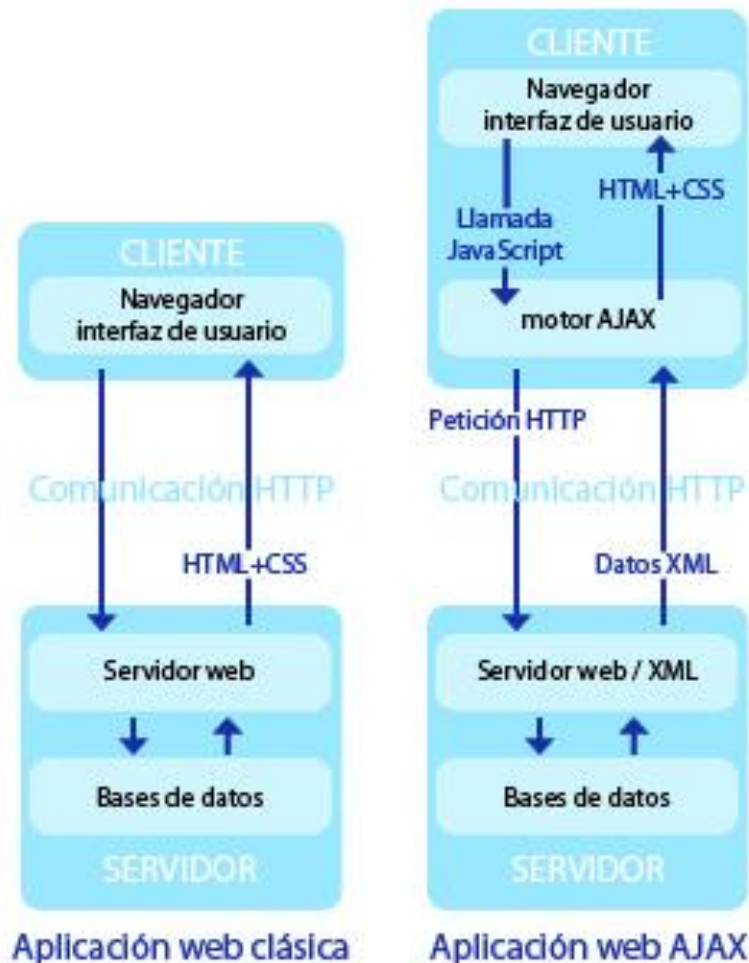 CLIENTE
Navegador
interfaz de usuario
Comunicación HTTP
HTML+CSS
Servidor web
Bases de datos
SERVIDOR
Aplicación web clásica
CLIENTE
Navegador
interfaz de usuario
HTML+CSS
Llamada
JavaScript
motor AJAX
Petición HTTP
Comunicación HTTP
Datos XML
Servidor web / XML
Bases de datos
SERVIDOR
Aplicación web AJAX